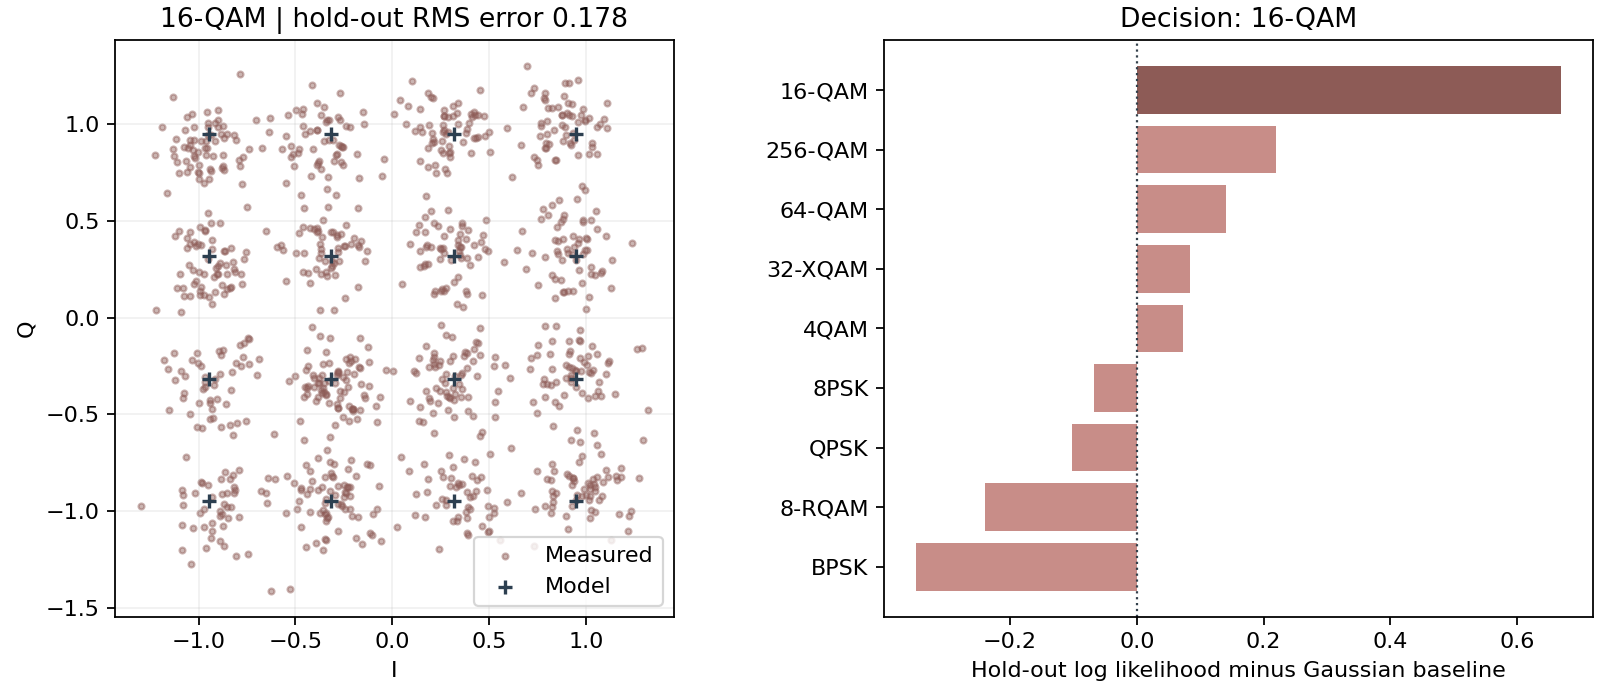 16-QAM | hold-out RMS error 0.178
Q
1.0
0.5
0.0
−0.5
−1.0
−1.5
−1.0
−0.5
0.0
0.5
1.0
I
Measured
Model
Decision: 16-QAM
16-QAM
256-QAM
64-QAM
32-XQAM
4QAM
8PSK
QPSK
8-RQAM
BPSK
−0.2
0.0
0.2
0.4
0.6
Hold-out log likelihood minus Gaussian baseline